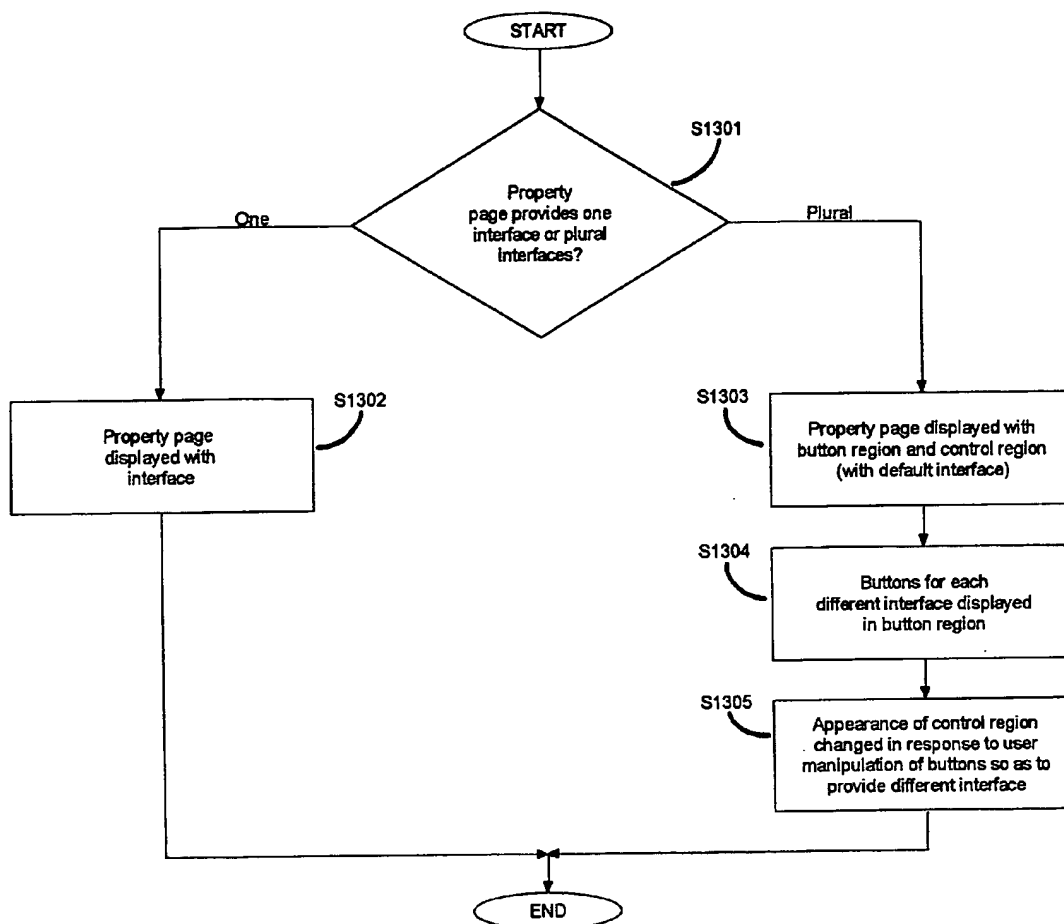 START
S1301
Property
page provides one
interface or plural
interfaces?
One
Plural
S1302
Property page
displayed with
interface
S1303
Property page displayed with
button region and control region
(with default interface)
S1304
Buttons for each
different interface displayed
in button region
S1305
Appearance of control region
changed in response to user
manipulation of buttons so as to
provide different interface
END